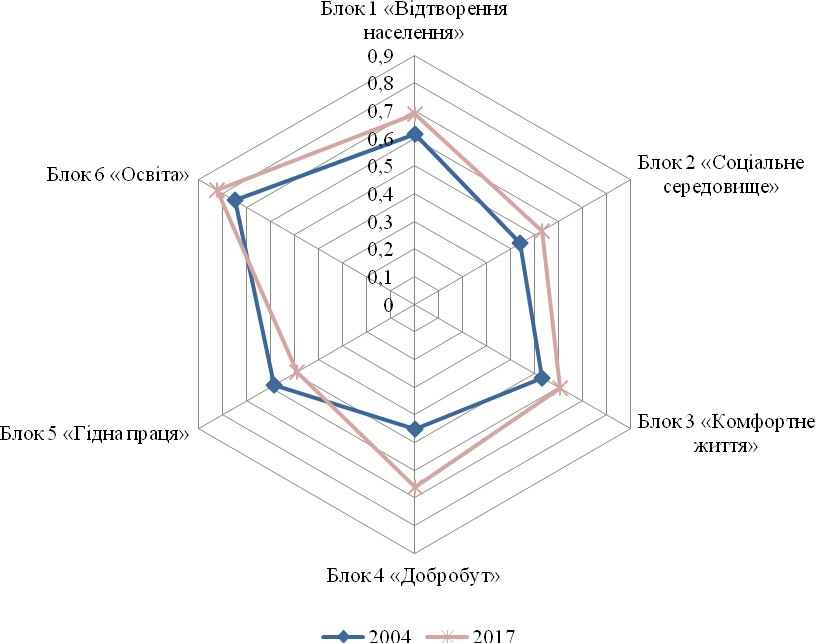 Блок 1 «Відтворення
населення»
0,9
0,8
0,7
0,6
0,5
0,4
0,3
0,2
0,1
0
Блок 2 «Соціальне
середовище»
Блок 3 «Комфортне
життя»
Блок 4 «Добробут»
Блок 5 «Гідна праця»
Блок 6 «Освіта»
2004
2017